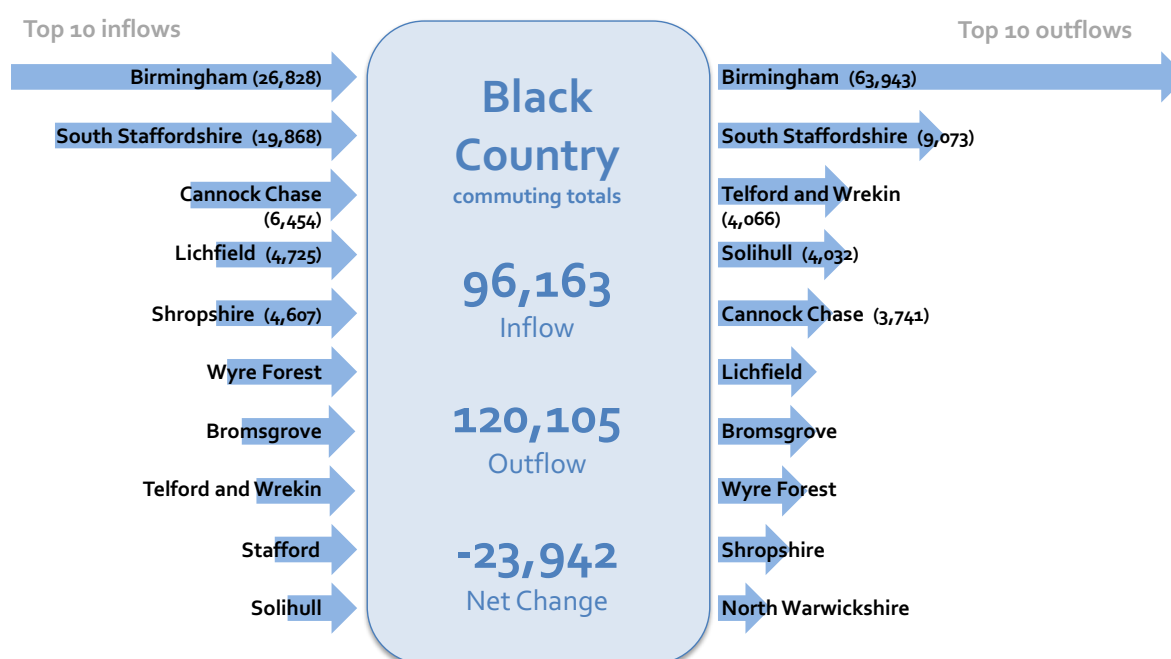 Top 10 inflows
Birmingham (26,828)
South Staffordshire (19,868)
Cannock Chase
(6,454)
Lichfield (4,725)
Shropshire (4,607)
Wyre Forest
Bromsgrove
Telford and Wrekin
Stafford
Solihull
Black
Country
commuting totals
96,163
Inflow
120,105
Outflow
-23,942
Net Change
Top 10 outflows
Birmingham (63,943)
South Staffordshire (9,073)
Telford and Wrekin
(4,066)
Solihull (4,032)
Cannock Chase (3,741)
Lichfield
Bromsgrove
Wyre Forest
Shropshire
North Warwickshire